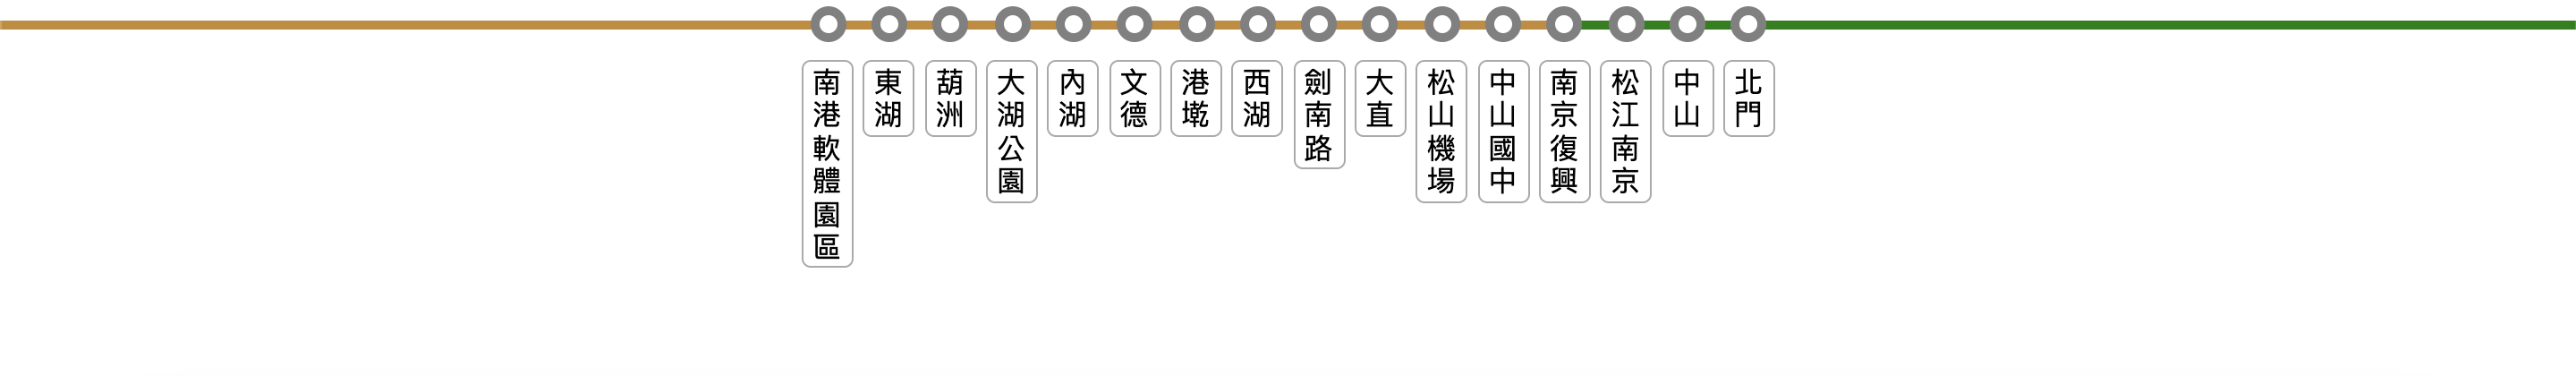 南港軟體園區
東湖
葫洲
大湖公園
內湖
文德
港墘
西湖
劍南路
大直
松山機場
中山國中
南京復興
松江南京
中山
北門